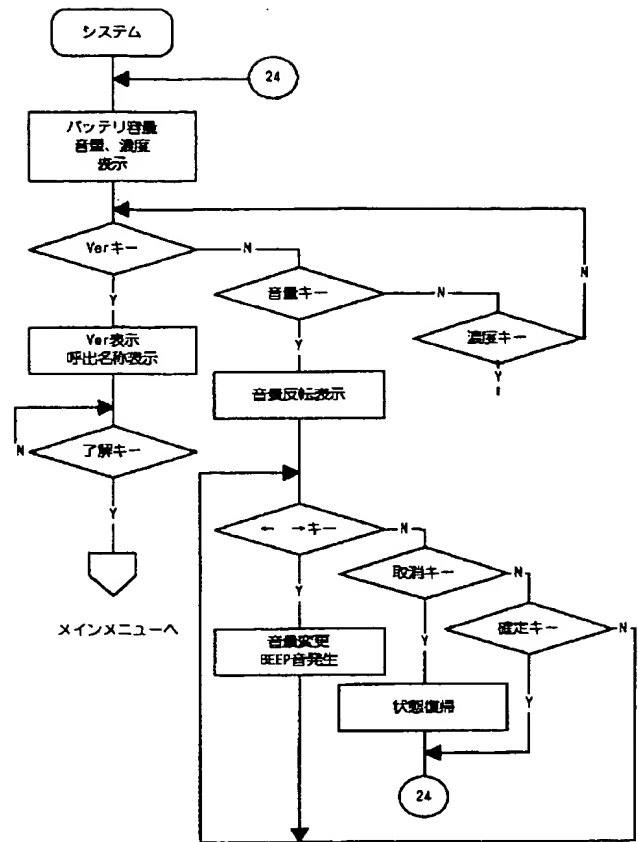 システム
24
バッテリ容量
音量、濃度
表示
Verキー
N
音量キー
N
N
濃度キー
Y
Y
Y
Ver表示
呼出名称表示
音量反転表示
了解キー
N
Y
← →キー
N
取消キー
N
メインメニューへ
Y
確定キー
N
音量変更
BEEP音発生
Y
Y
状態復帰
24